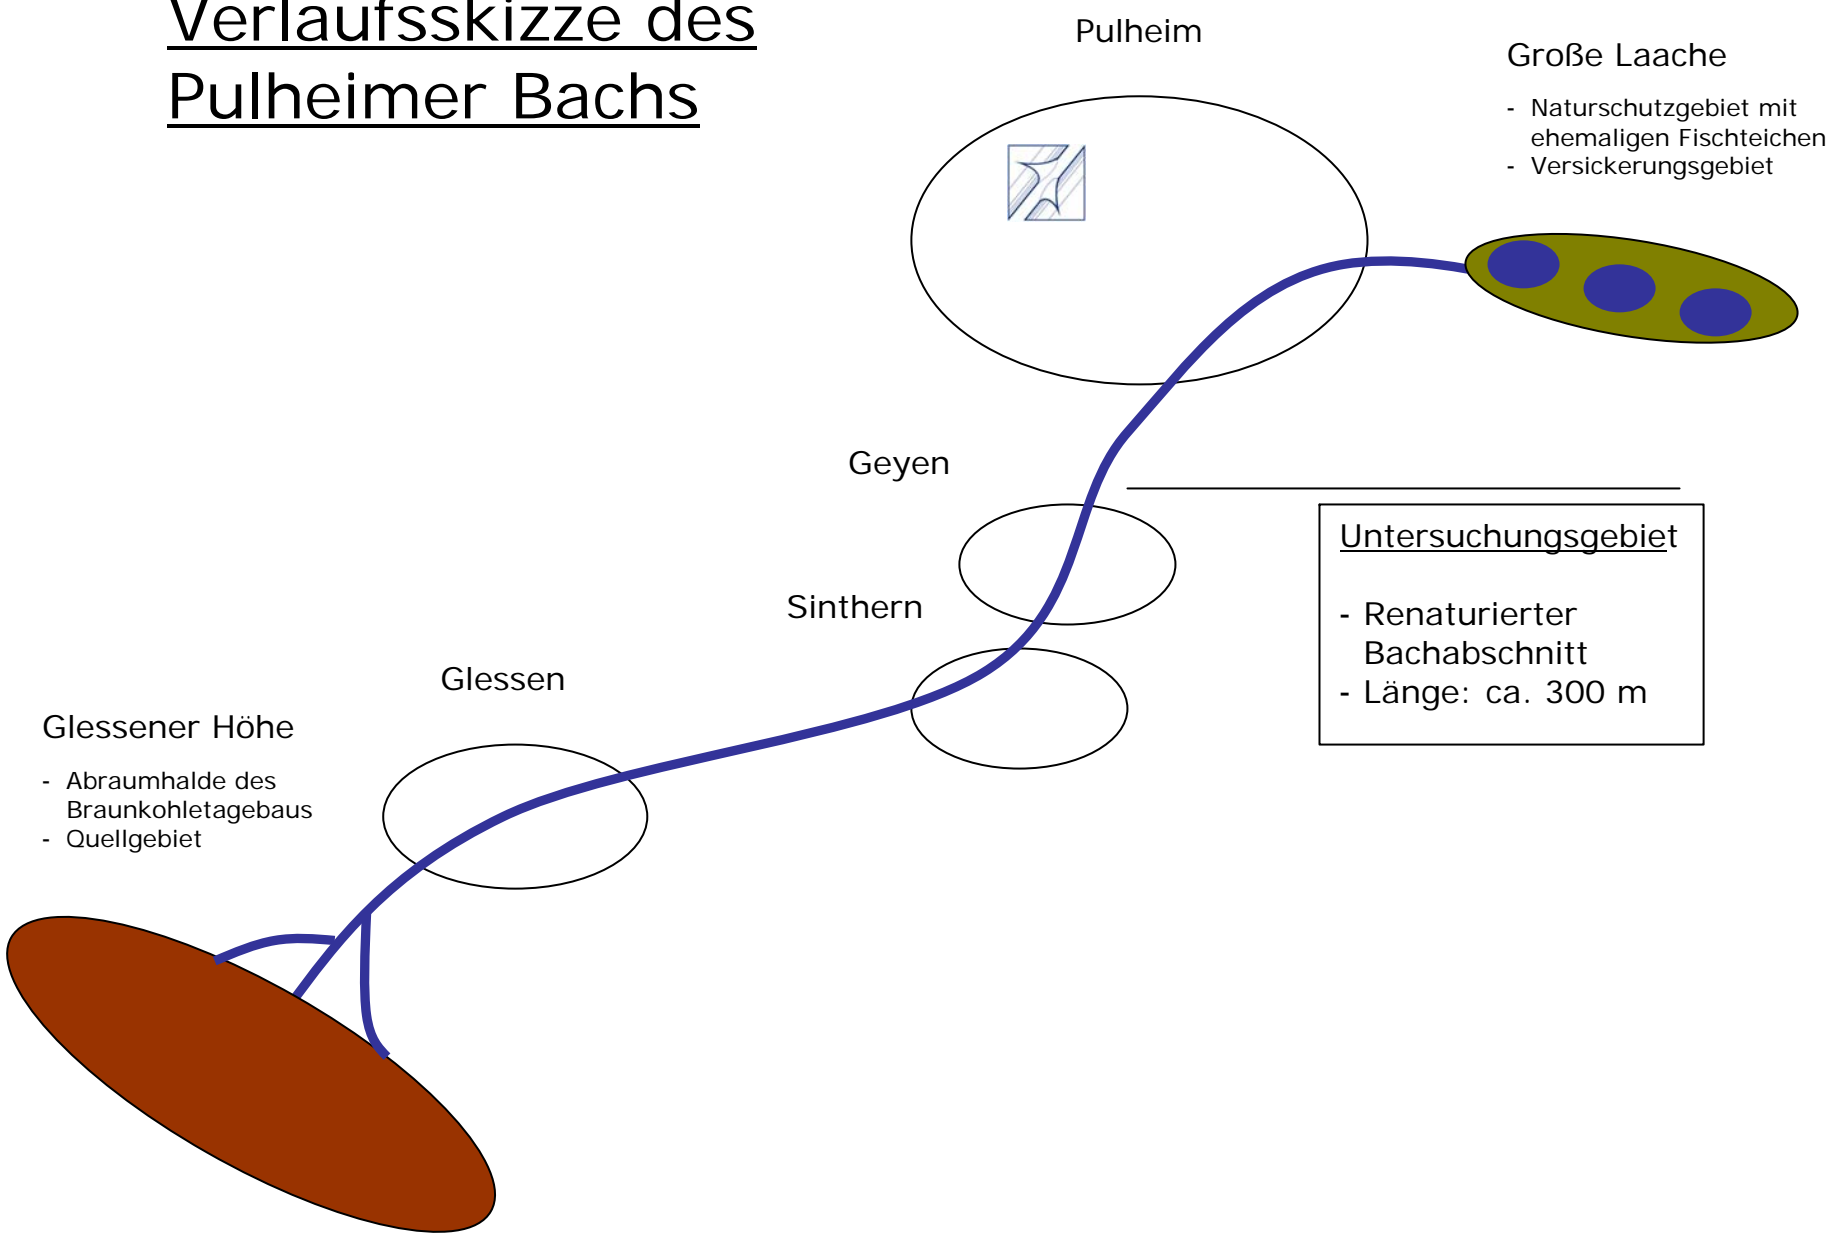 Verlaufsskizze des
Pulheimer Bachs
Pulheim
Große Laache
- Naturschutzgebiet mit
ehemaligen Fischteichen
- Versickerungsgebiet
Geyen
Untersuchungsgebiet
- Renaturierter
Bachabschnitt
- Länge: ca. 300 m
Sinthern
Glessen
Glessener Höhe
- Abraumhalde des
Braunkohletagebaus
- Quellgebiet